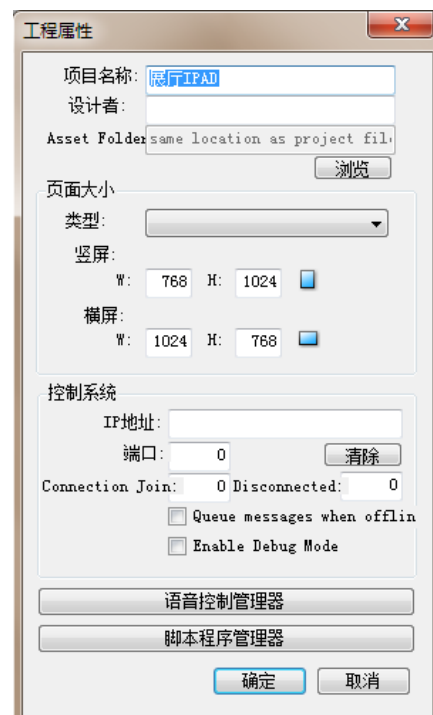 工程属性
项目名称: 展厅IPAD
设计者:
Asset Folder same location as project fil
浏览
页面大小
类型:
竖屏:
W: 768 H: 1024
横屏:
W: 1024 H: 768
控制系统
IP地址:
端口: 0 清除
Connection Join: 0 Disconnected: 0
Queue messages when offlin
Enable Debug Mode
语音控制管理器
脚本程序管理器
确定 取消